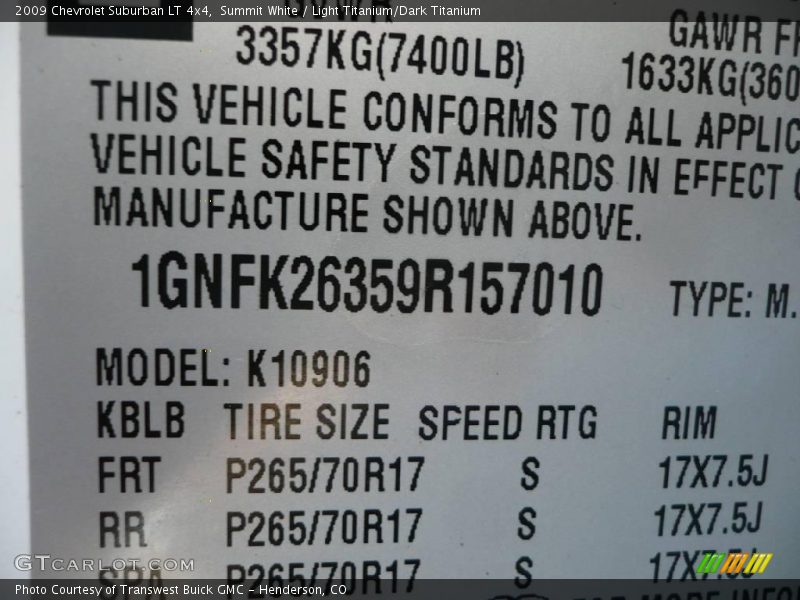 2009 Chevrolet Suburban LT 4x4, Summit White / Light Titanium/Dark Titanium
GAWR
3357KG(7400LB)
1633KG(360
THIS VEHICLE CONFORMS TO ALL APPLIC
VEHICLE SAFETY STANDARDS IN EFFECT
MANUFACTURE SHOWN ABOVE.
1GNFK26359R157010 TYPE: M.
MODEL: K10906
KBLB TIRE SIZE SPEED RTG RIM
FRT P265/70R17 S 17X7.5J
RR P265/70R17 S 17X7.5J
SPA P265/70R17 S 17X7.5J
GTCARLOT.COM
Photo Courtesy of Transwest Buick GMC - Henderson, CO